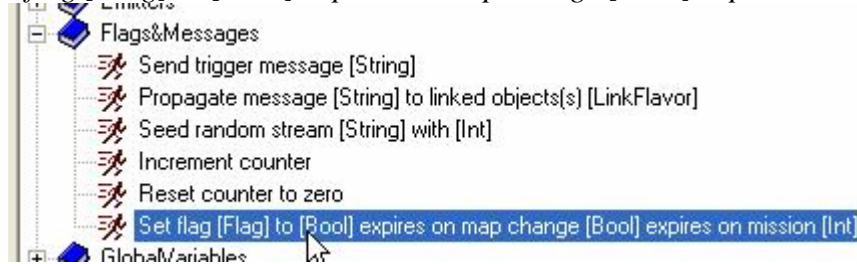 Flags&Messages
Send trigger message [String]
Propagate message [String] to linked objects(s) [LinkFlavor]
Seed random stream [String] with [Int]
Increment counter
Reset counter to zero
Set flag [Flag] to [Bool] expires on map change [Bool] expires on mission [Int]
GlobalVariables